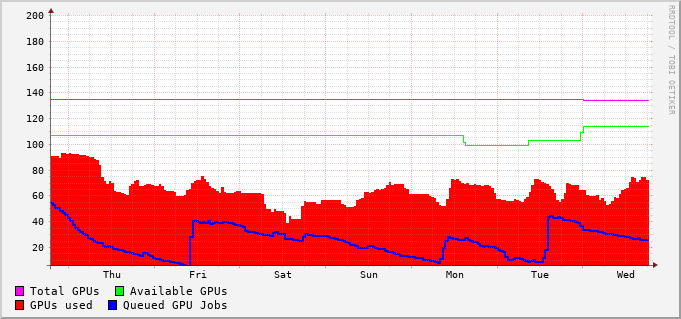 200
180
160
140
120
100
80
60
40
20
Thu Fri Sat Sun Mon Tue Wed
Total GPUs Available GPUs
GPUs used Queued GPU Jobs
RRDTOOL / TOBI OETIKER